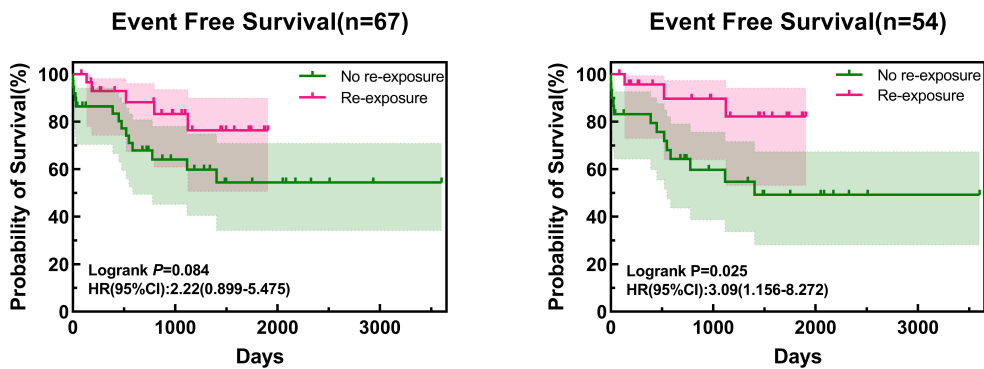 Event Free Survival(n=67)
Probability of Survival(%)
100
80
60
40
20
0
No re-exposure
Re-exposure
Logrank P=0.084
HR(95%CI):2.22(0.899-5.475)
0 1000 2000 3000
Days
Event Free Survival(n=54)
Probability of Survival(%)
100
80
60
40
20
0
No re-exposure
Re-exposure
Logrank P=0.025
HR(95%CI):3.09(1.156-8.272)
0 1000 2000 3000
Days